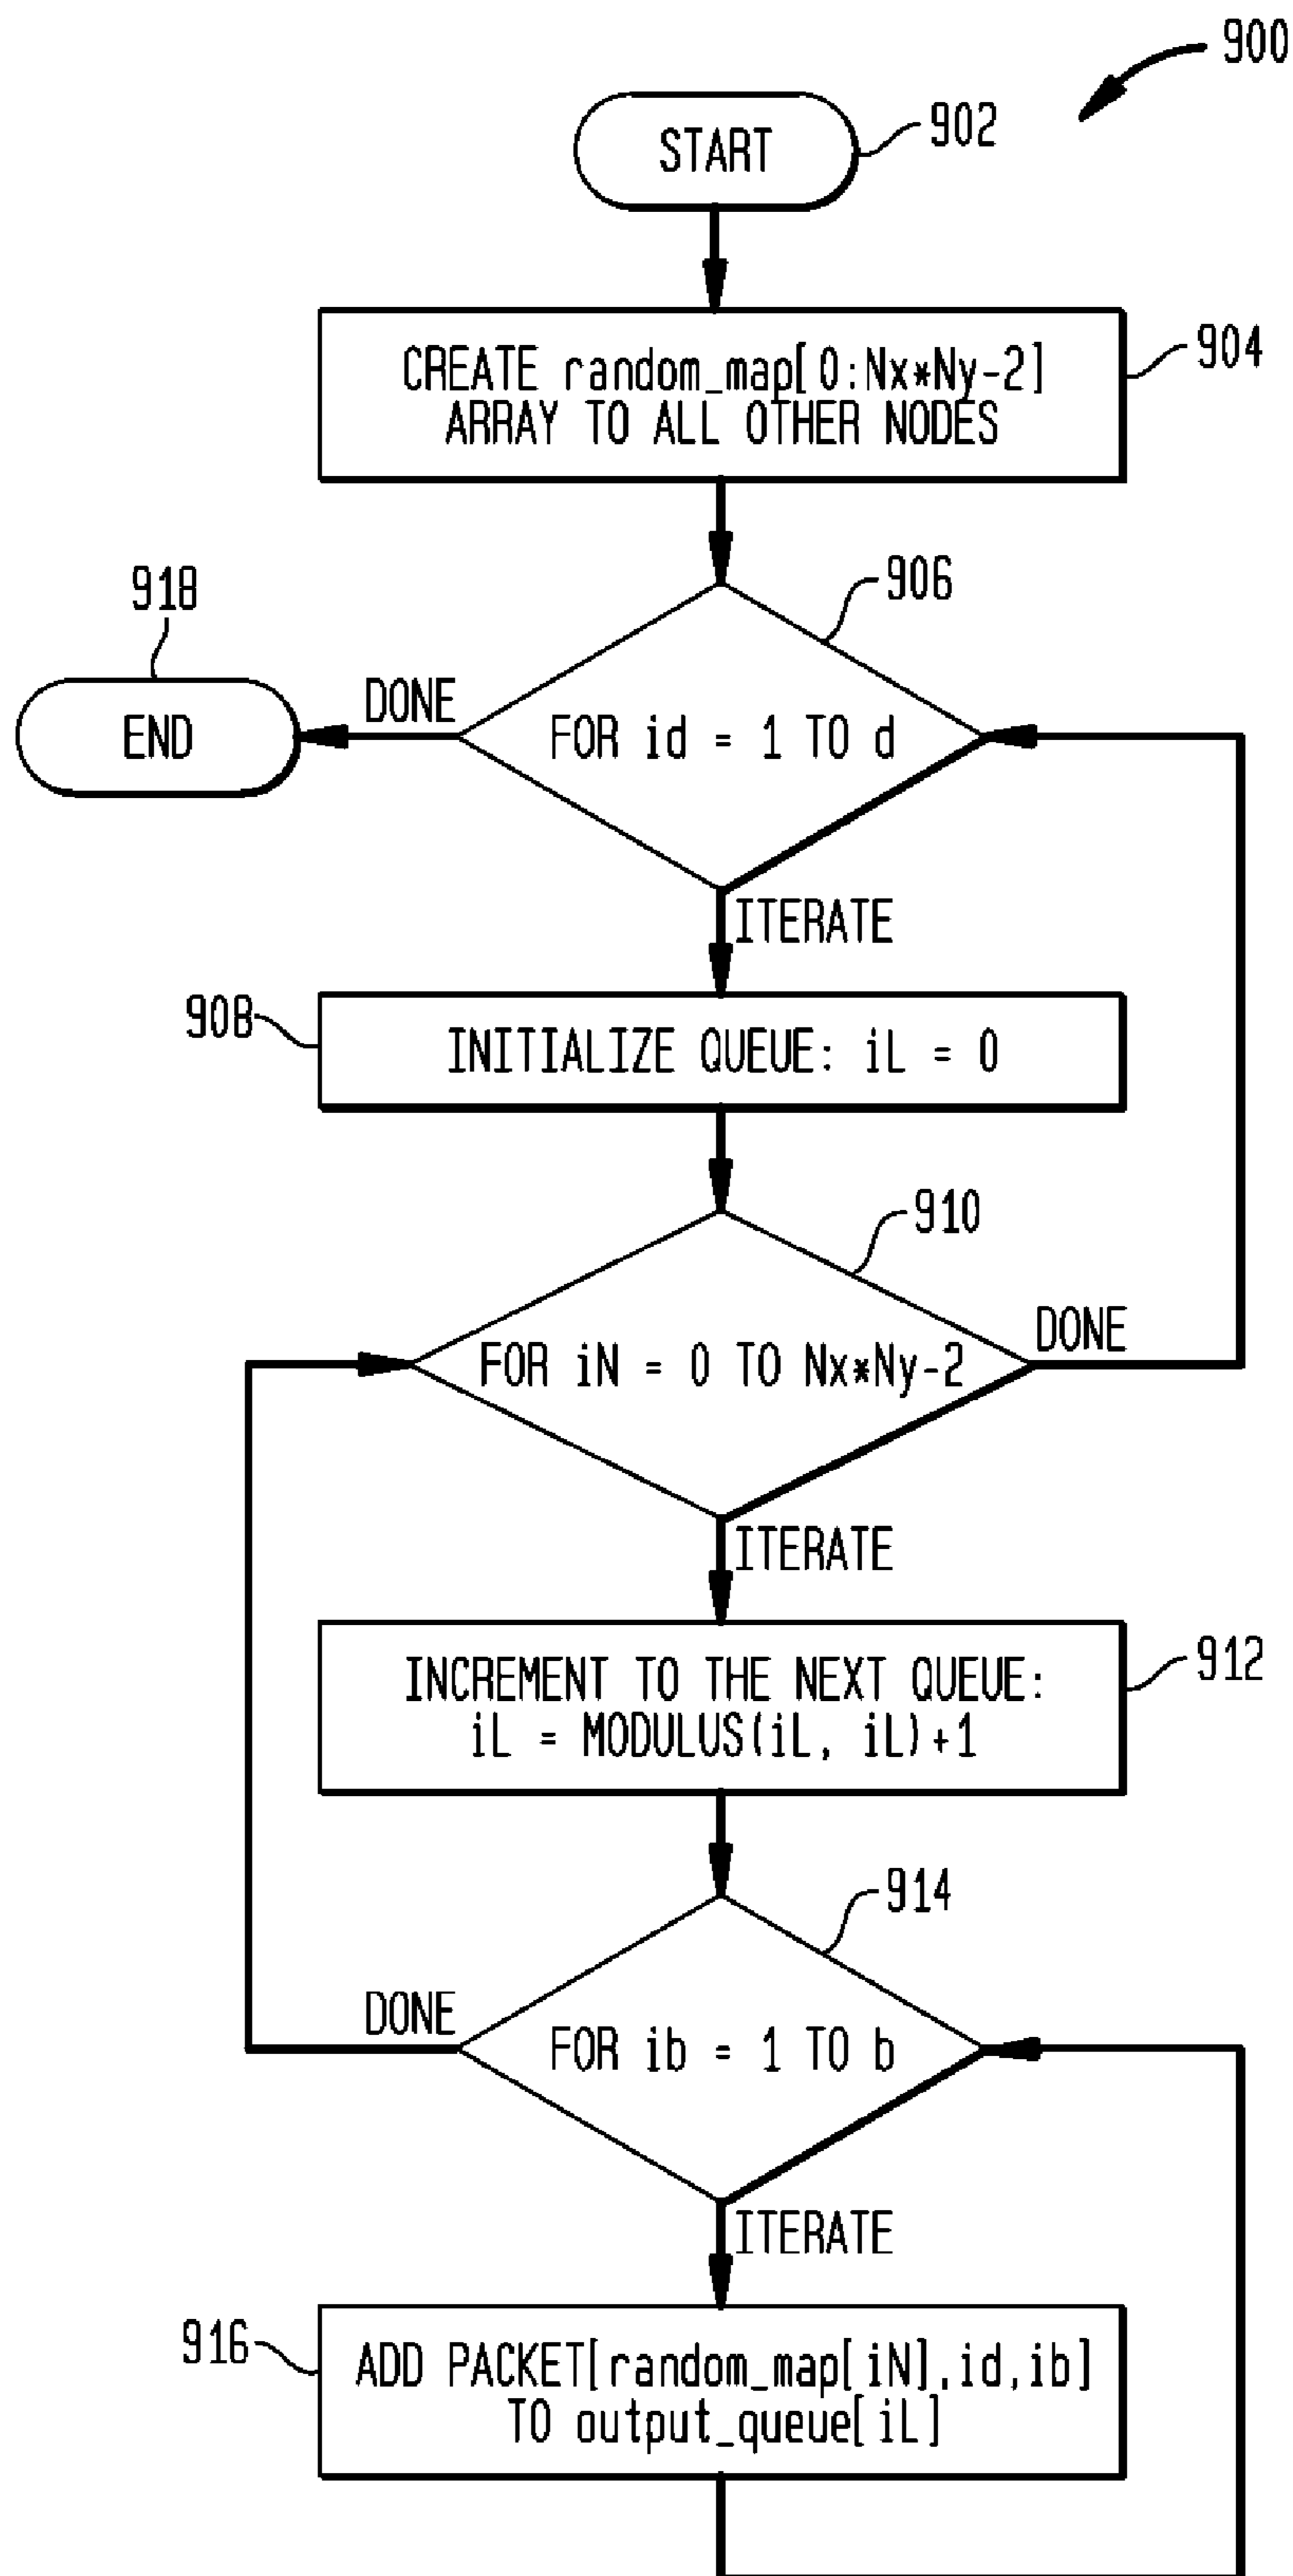 900
902
START
904
CREATE random_map[0:Nx*Ny-2]
ARRAY TO ALL OTHER NODES
906
918
DONE
END
FOR id = 1 TO d
ITERATE
908
INITIALIZE QUEUE: iL = 0
910
DONE
FOR iN = 0 TO Nx*Ny-2
ITERATE
912
INCREMENT TO THE NEXT QUEUE:
iL = MODULUS(iL, iL)+1
914
DONE
FOR ib = 1 TO b
ITERATE
916
ADD PACKET[random_map[iN],id,ib]
TO output_queue[iL]